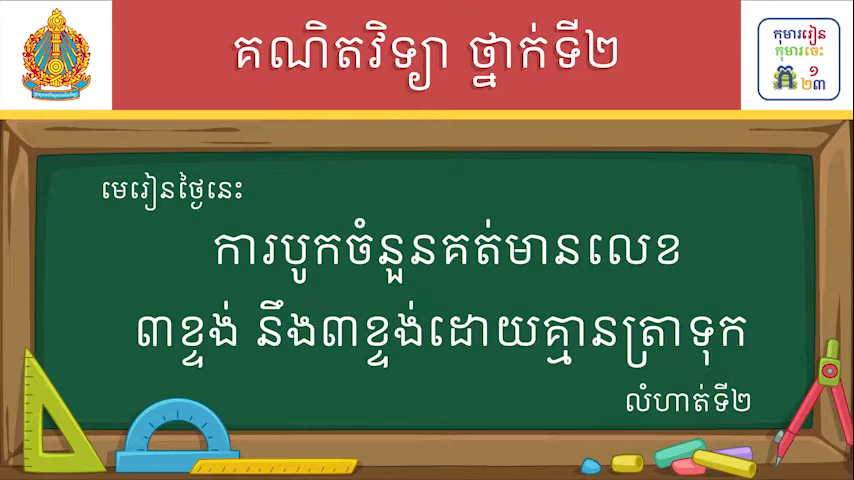 គណិតវិទ្យា ថ្នាក់ទី២
កុមាររៀន
កុមារចេះ
១
២៣
មេរៀនថ្ងៃនេះ
ការបូកចំនួនគត់មានលេខ
៣ខ្ទង់ នឹង៣ខ្ទង់ដោយគ្មានត្រាទុក
លំហាត់ទី២